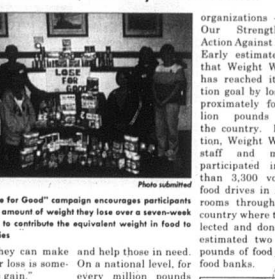 LOSE
FOR
GOOD
Photo submitted
e for Good" campaign encourages participants
amount of weight they lose over a seven-week
to contribute the equivalent weight in food to
ies
hey can make
r loss is some-
gain."
and help those in need.
On a national level, for
every million pounds
organizations
Our Strengt
Action Against
Early estimate
that Weight W
has reached it
tion goal by los
proximately fo
lion pounds
the country. I
tion, Weight W
staff and m
participated i
than 3,300 vo
food drives in
rooms through
country where t
lected and don
estimated two
pounds of food
food banks.